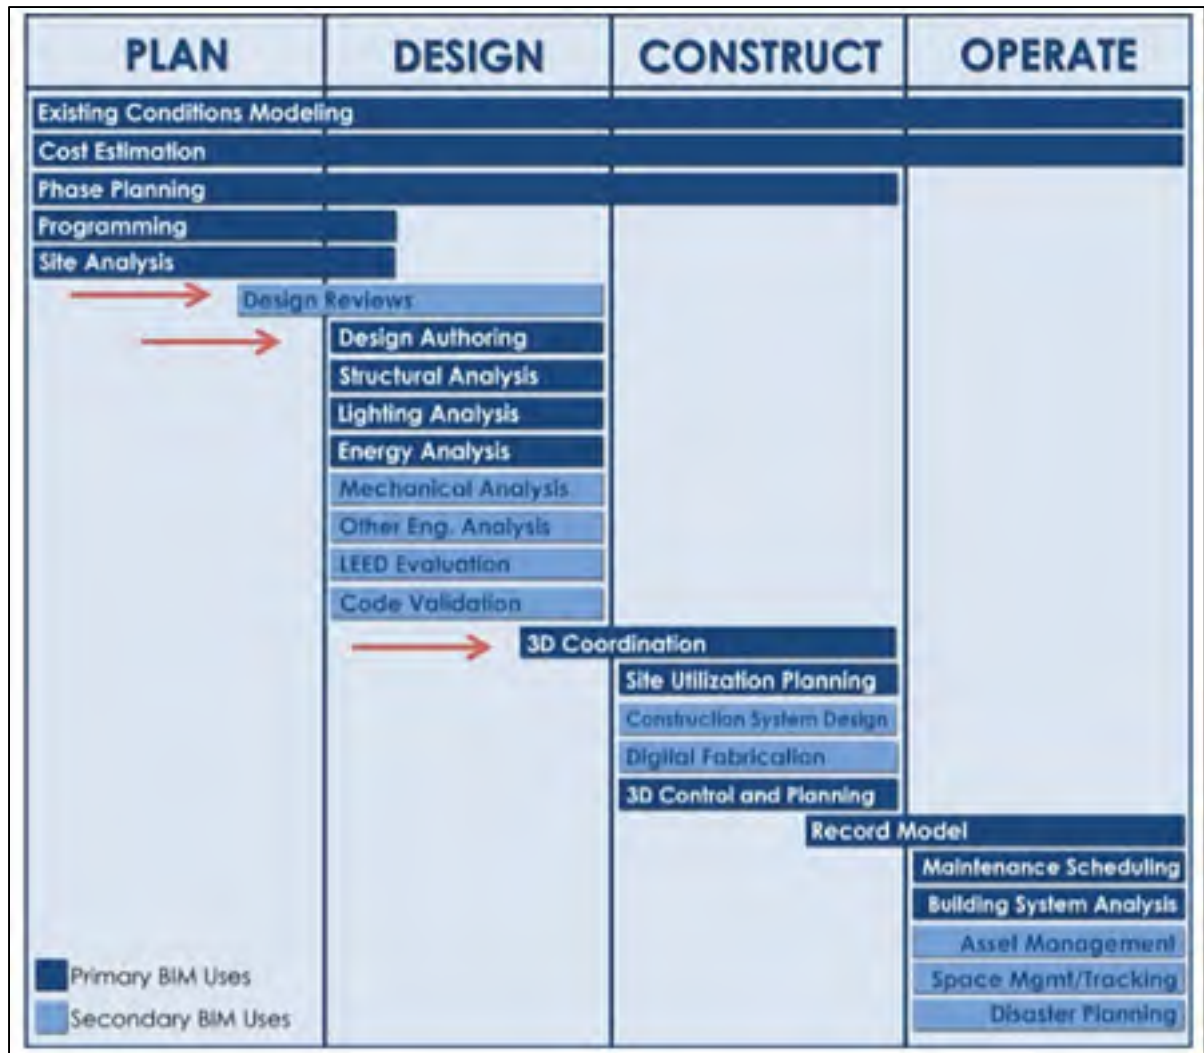 PLAN DESIGN CONSTRUCT OPERATE
Existing Conditions Modeling
Cost Estimation
Phase Planning
Programming
Site Analysis
Design Reviews
Design Authoring
Structural Analysis
Lighting Analysis
Energy Analysis
Mechanical Analysis
Other Eng. Analysis
LEED Evaluation
Code Validation
3D Coordination
Site Utilization Planning
Construction System Design
Digital Fabrication
3D Control and Planning
Record Model
Maintenance Scheduling
Building System Analysis
Asset Management
Space Mgmt/Tracking
Disaster Planning
Primary BIM Uses
Secondary BIM Uses